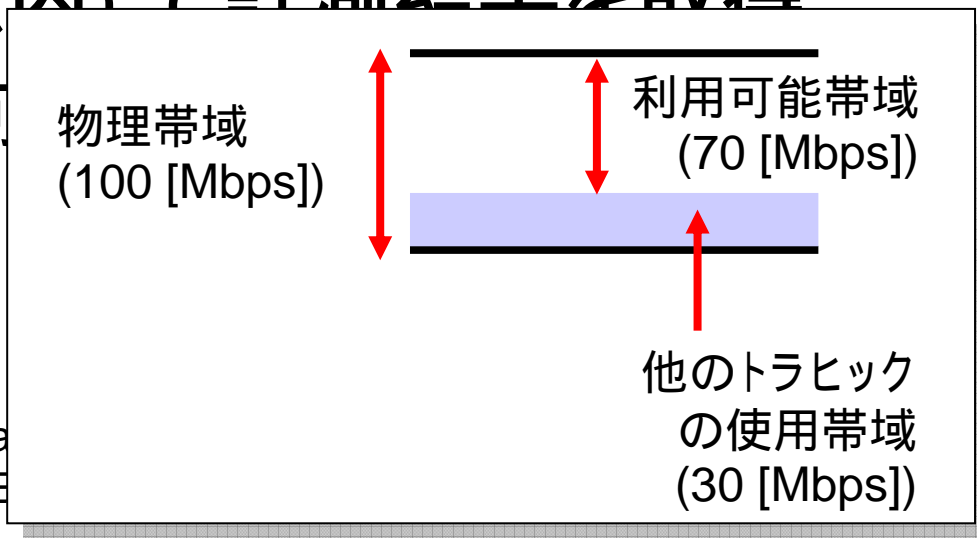 物理帯域
(100 [Mbps])
利用可能帯域
(70 [Mbps])
他のトラヒック
の使用帯域
(30 [Mbps])